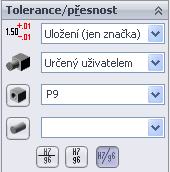 Tolerance/přesnost
1.50 +.01 -.01
Uložení (jen značka)
Určený uživatelem
P9
H7 g6 H7 g6 H7/g6